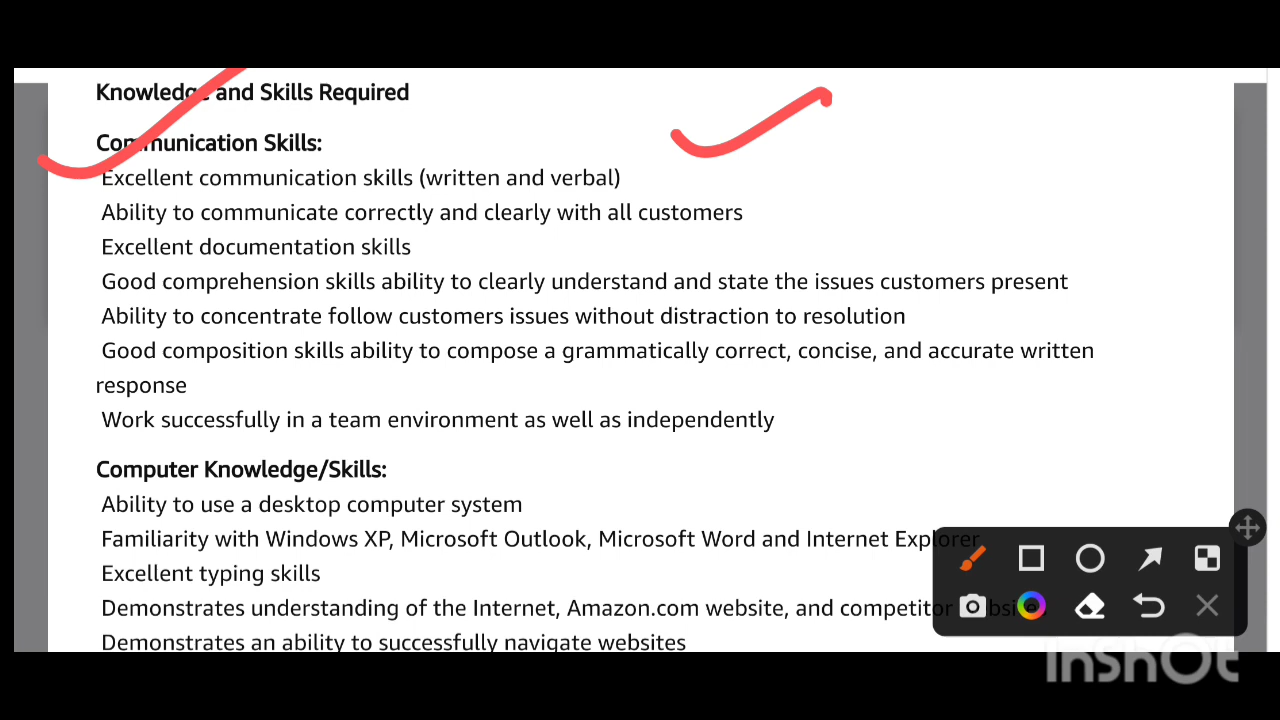 Knowledge and Skills Required
Communication Skills:
Excellent communication skills (written and verbal)
Ability to communicate correctly and clearly with all customers
Excellent documentation skills
Good comprehension skills ability to clearly understand and state the issues customers present
Ability to concentrate follow customers issues without distraction to resolution
Good composition skills ability to compose a grammatically correct, concise, and accurate written
response
Work successfully in a team environment as well as independently
Computer Knowledge/Skills:
Ability to use a desktop computer system
Familiarity with Windows XP, Microsoft Outlook, Microsoft Word and Internet Explorer
Excellent typing skills
Demonstrates understanding of the Internet, Amazon.com website, and competitor
Demonstrates an ability to successfully navigate websites
InShOt